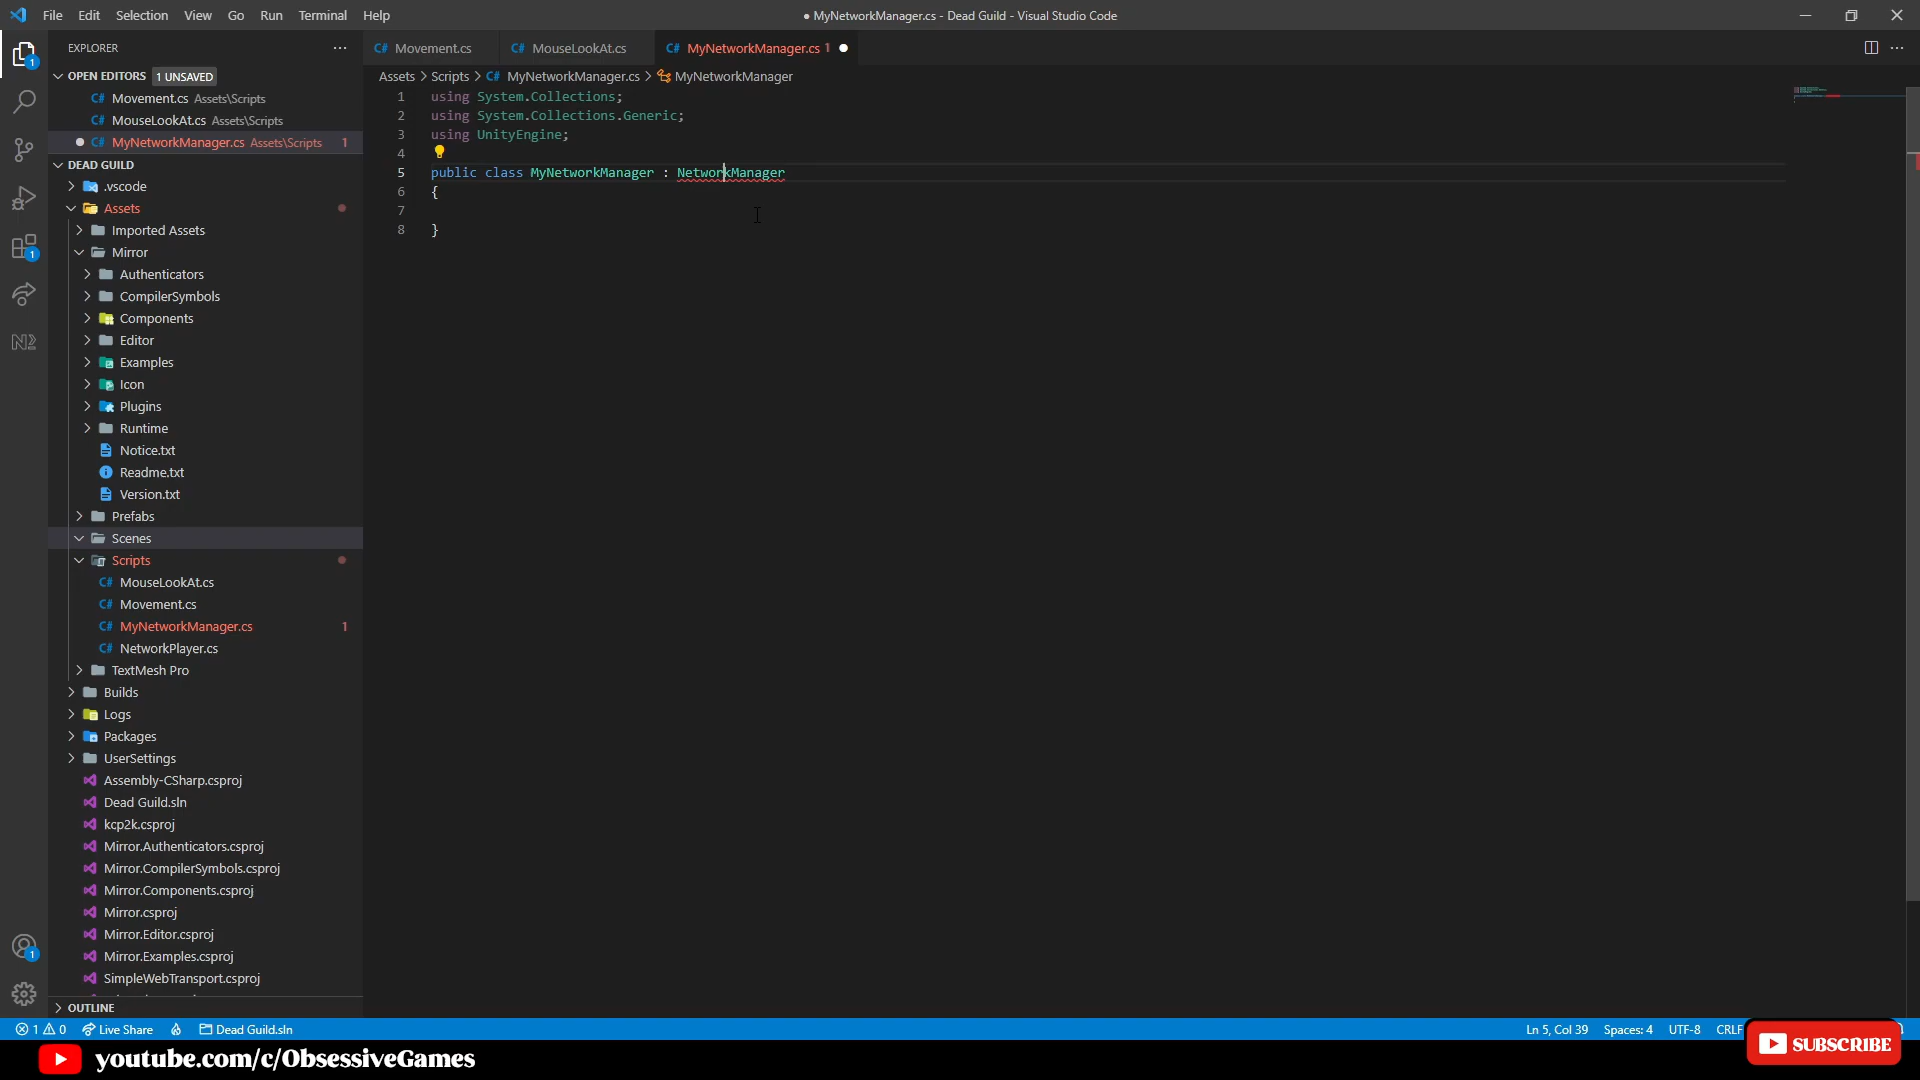 File Edit Selection View Go Run Terminal Help
● MyNetworkManager.cs - Dead Guild - Visual Studio Code
EXPLORER
OPEN EDITORS 1 UNSAVED
Movement.cs Assets\Scripts
MouseLookAt.cs Assets\Scripts
MyNetworkManager.cs Assets\Scripts 1
DEAD GUILD
.vscode
Assets
Imported Assets
Mirror
Authenticators
CompilerSymbols
Components
Editor
Examples
Icon
Plugins
Runtime
Notice.txt
Readme.txt
Version.txt
Prefabs
Scenes
Scripts
MouseLookAt.cs
Movement.cs
MyNetworkManager.cs 1
NetworkPlayer.cs
TextMesh Pro
Builds
Logs
Packages
UserSettings
Assembly-CSharp.csproj
Dead Guild.sln
kcp2k.csproj
Mirror.Authenticators.csproj
Mirror.CompilerSymbols.csproj
Mirror.Components.csproj
Mirror.csproj
Mirror.Editor.csproj
Mirror.Examples.csproj
SimpleWebTransport.csproj
OUTLINE
C# Movement.cs C# MouseLookAt.cs C# MyNetworkManager.cs 1 ●
Assets > Scripts > C# MyNetworkManager.cs > MyNetworkManager
1 using System.Collections;
2 using System.Collections.Generic;
3 using UnityEngine;
4
5 public class MyNetworkManager : NetworkManager
6 {
7
8 }
1 0 Live Share Dead Guild.sln
Ln 5, Col 39 Spaces: 4 UTF-8 CRLF
youtube.com/c/ObsessiveGames
SUBSCRIBE